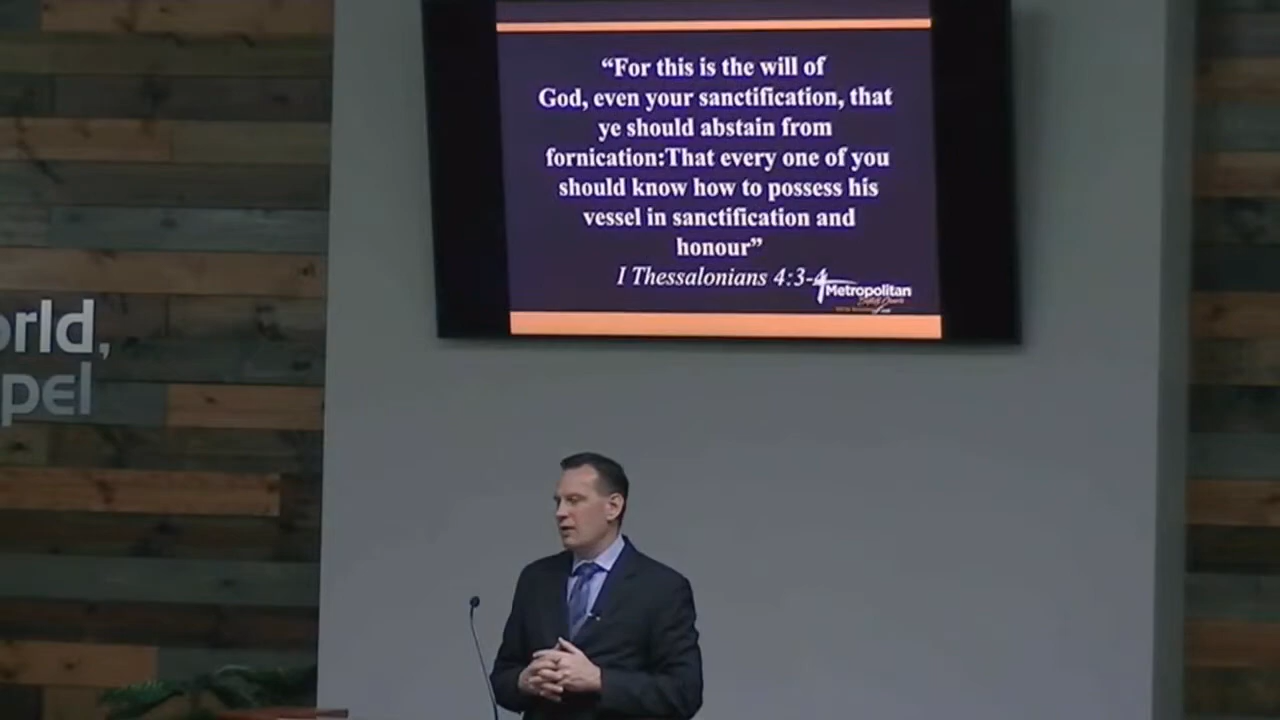 “For this is the will of
God, even your sanctification, that
ye should abstain from
fornication:That every one of you
should know how to possess his
vessel in sanctification and
honour”
I Thessalonians 4:3-4
Metropolitan
Baptist Church
orld,
pel